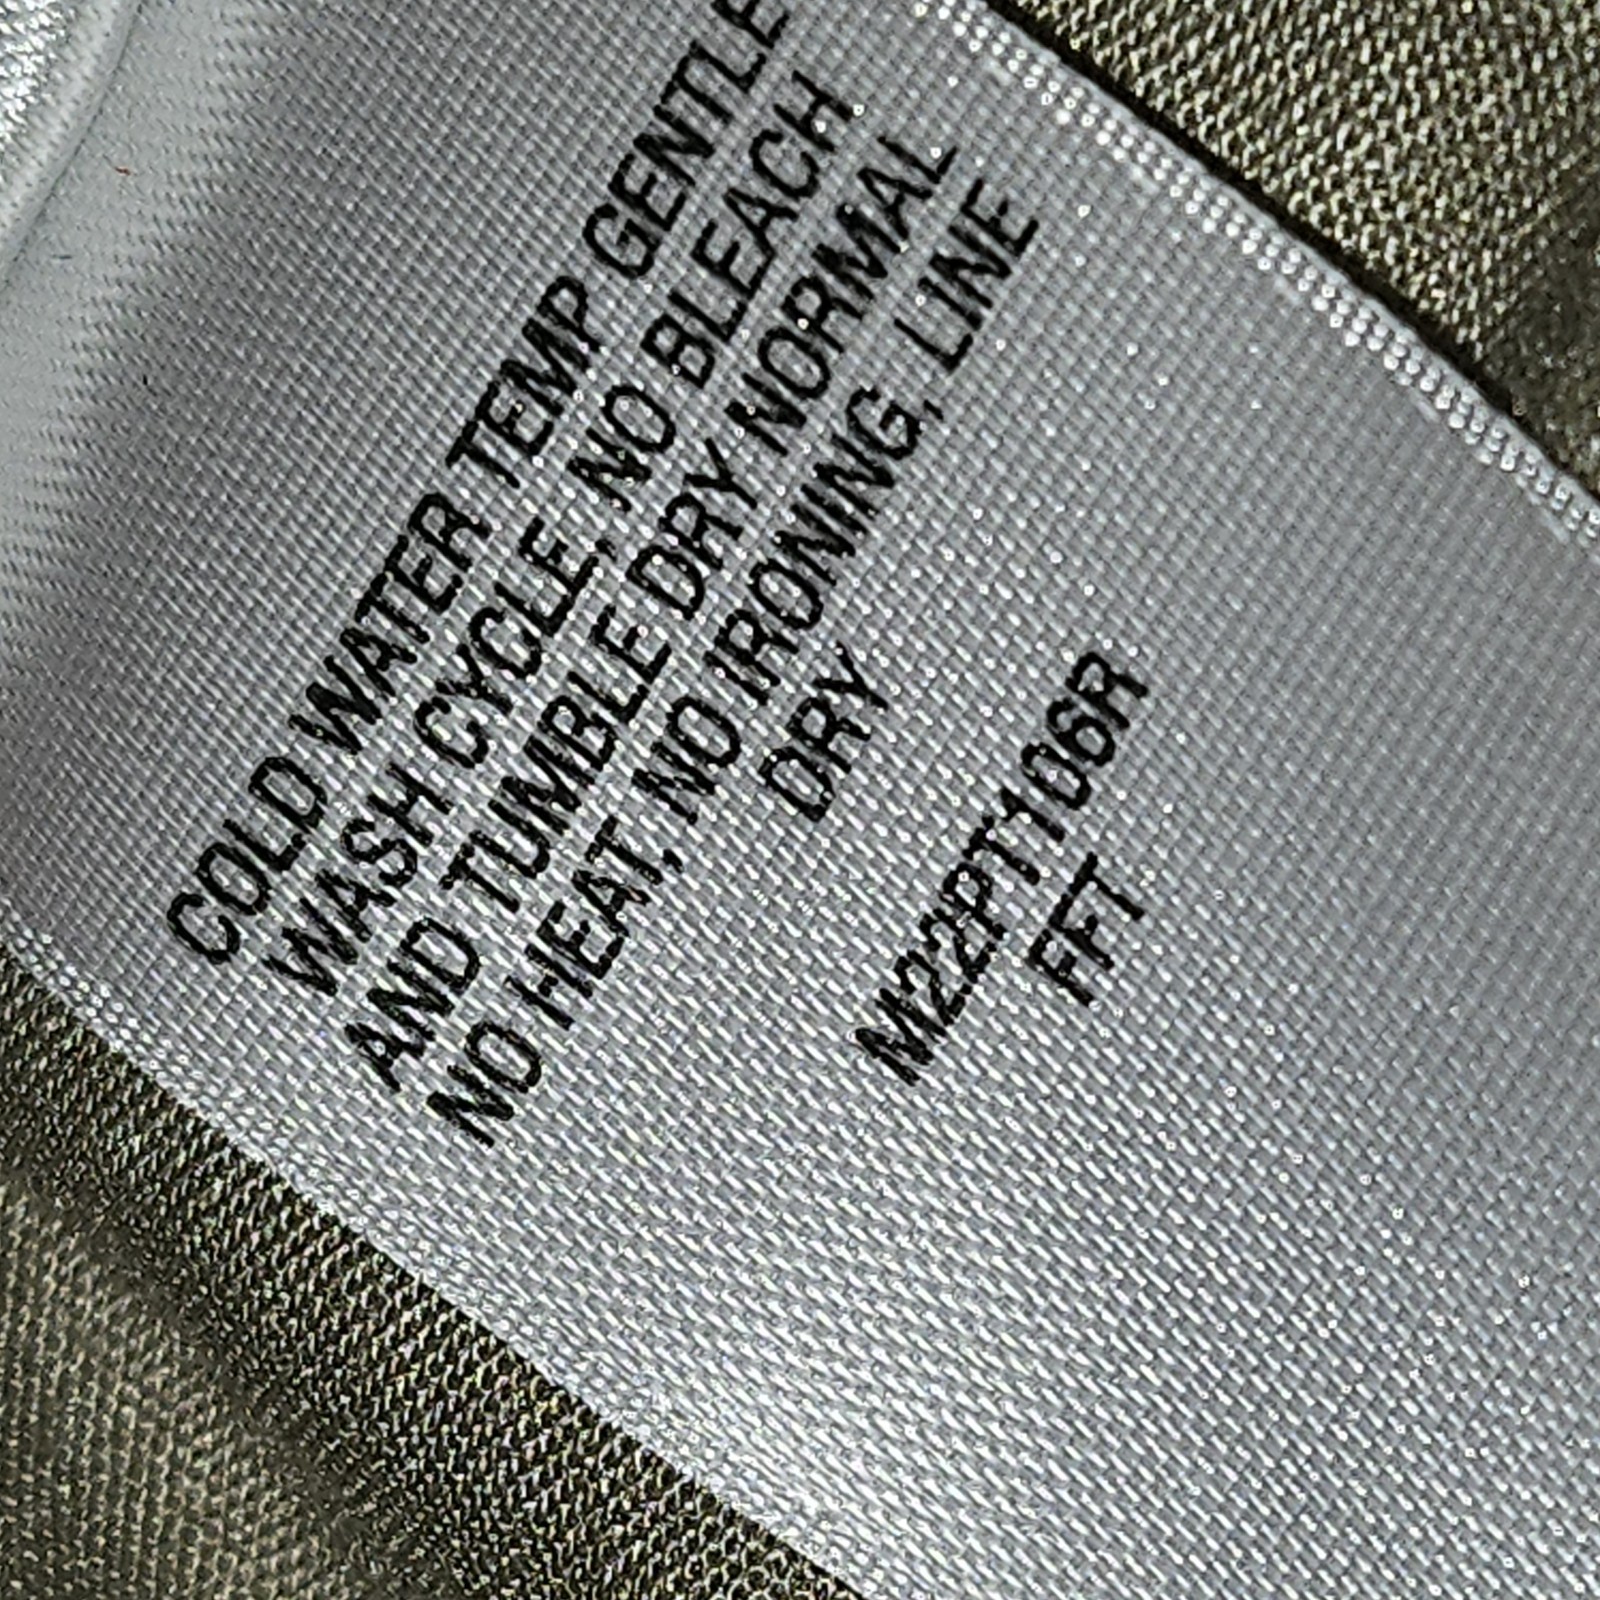 COLD WATER TEMP GENTLE
WASH CYCLE, NO BLEACH
AND TUMBLE DRY NORMAL
NO HEAT, NO IRONING, LINE
DRY
M22PT106R
FFT